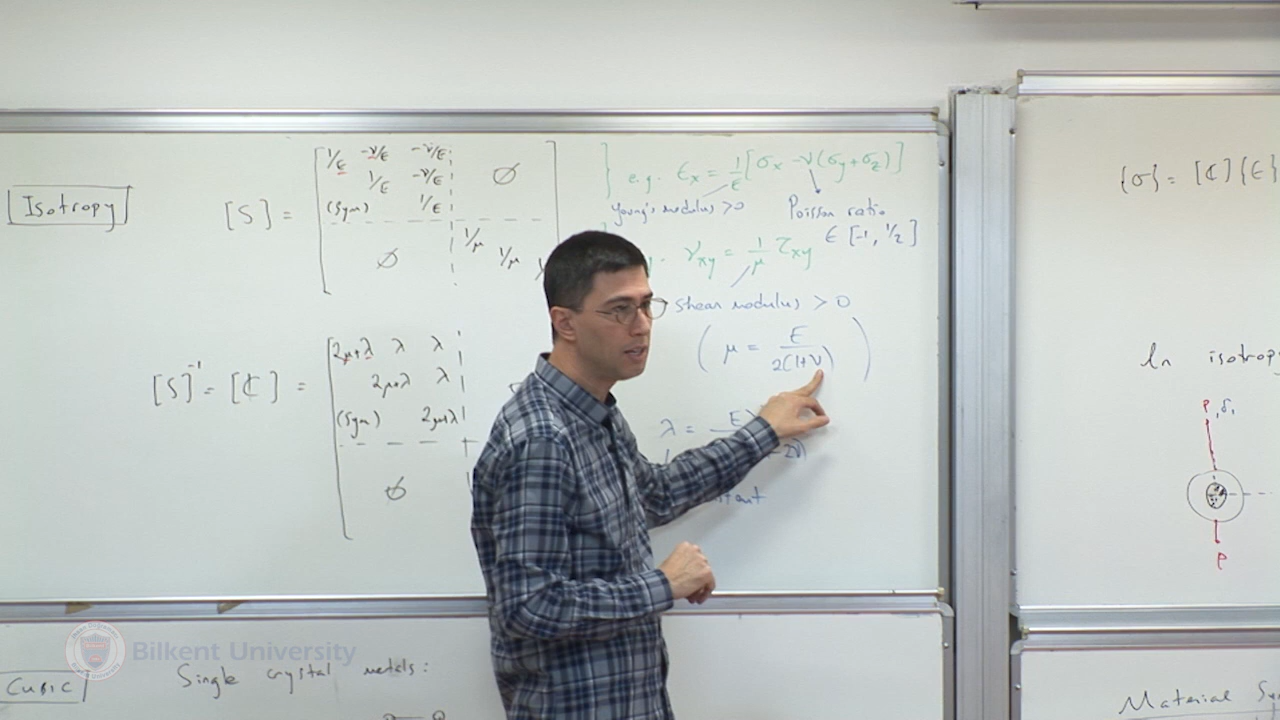 Isotropy
[S] =
1/E -ν/E -ν/E
1/E -ν/E
(Sym) 1/E
∅
∅
1/μ
1/μ
} e.g. ϵx = 1/E [σx - ν(σy + σz)]
Young's modulus > 0
Poisson ratio
∈ [-1, 1/2]
γxy = 1/μ τxy
shear modulus > 0
( μ = E / 2(1+ν) )
[S]⁻¹ = [ℂ] =
2μ+λ λ λ
2μ+λ λ
(Sym) 2μ+λ
∅
λ = E
{σ} = [ℂ]{ϵ}
In isotropy
P, δ,
P
Bilkent University
Cubic
Single crystal metals:
Material Sy